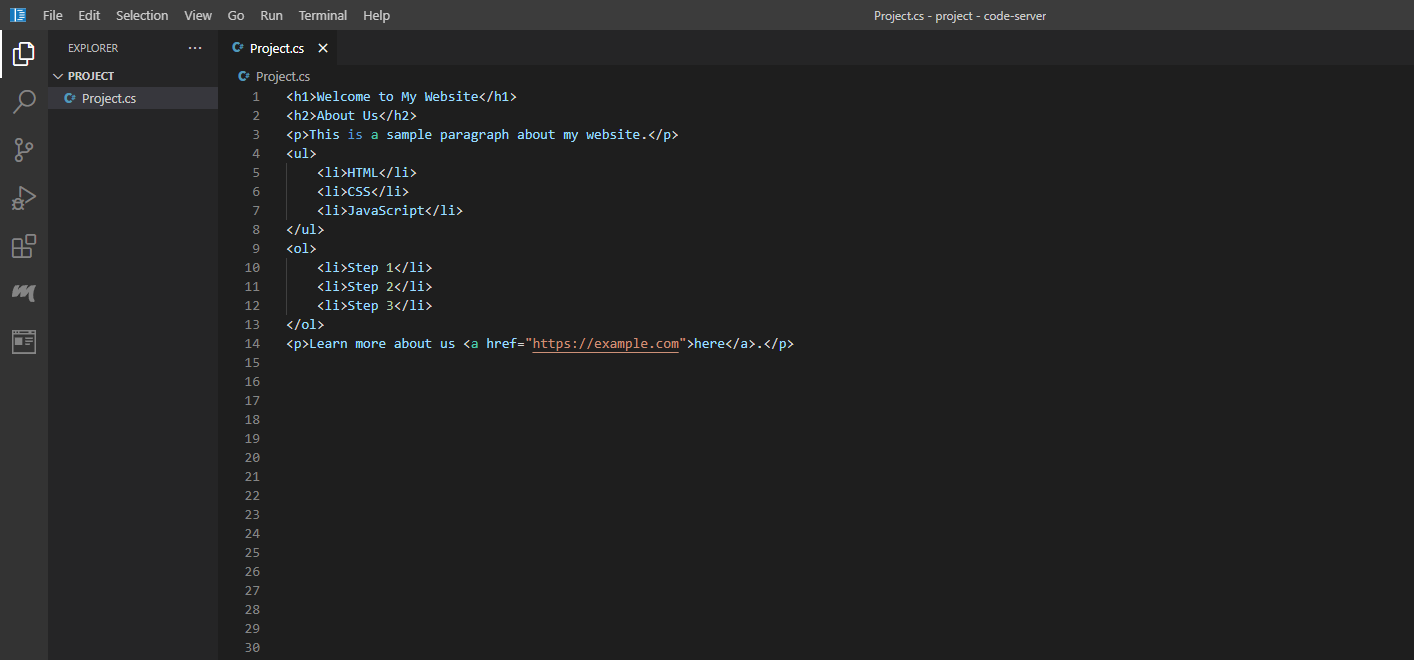 File Edit Selection View Go Run Terminal Help Project.cs - project - code-server
EXPLORER ...
PROJECT
C# Project.cs
C# Project.cs ×
C# Project.cs
1 <h1>Welcome to My Website</h1>
2 <h2>About Us</h2>
3 <p>This is a sample paragraph about my website.</p>
4 <ul>
5     <li>HTML</li>
6     <li>CSS</li>
7     <li>JavaScript</li>
8 </ul>
9 <ol>
10     <li>Step 1</li>
11     <li>Step 2</li>
12     <li>Step 3</li>
13 </ol>
14 <p>Learn more about us <a href="https://example.com">here</a>.</p>
15
16
17
18
19
20
21
22
23
24
25
26
27
28
29
30